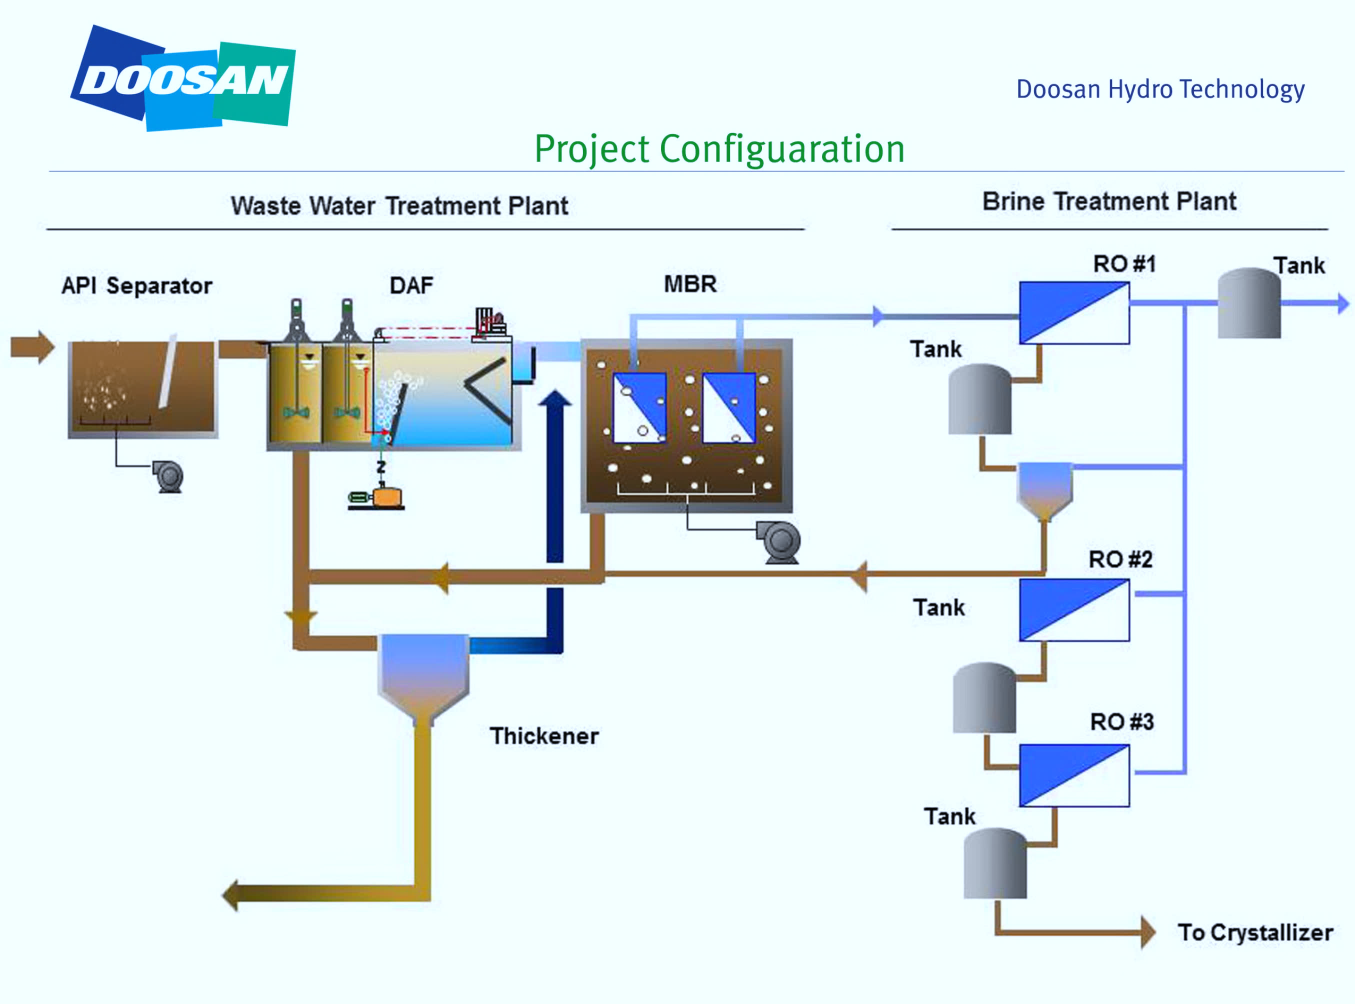 DOOSAN
Doosan Hydro Technology
Project Configuaration
Waste Water Treatment Plant
Brine Treatment Plant
API Separator
DAF
MBR
RO #1
Tank
Tank
RO #2
Tank
Thickener
RO #3
Tank
To Crystallizer